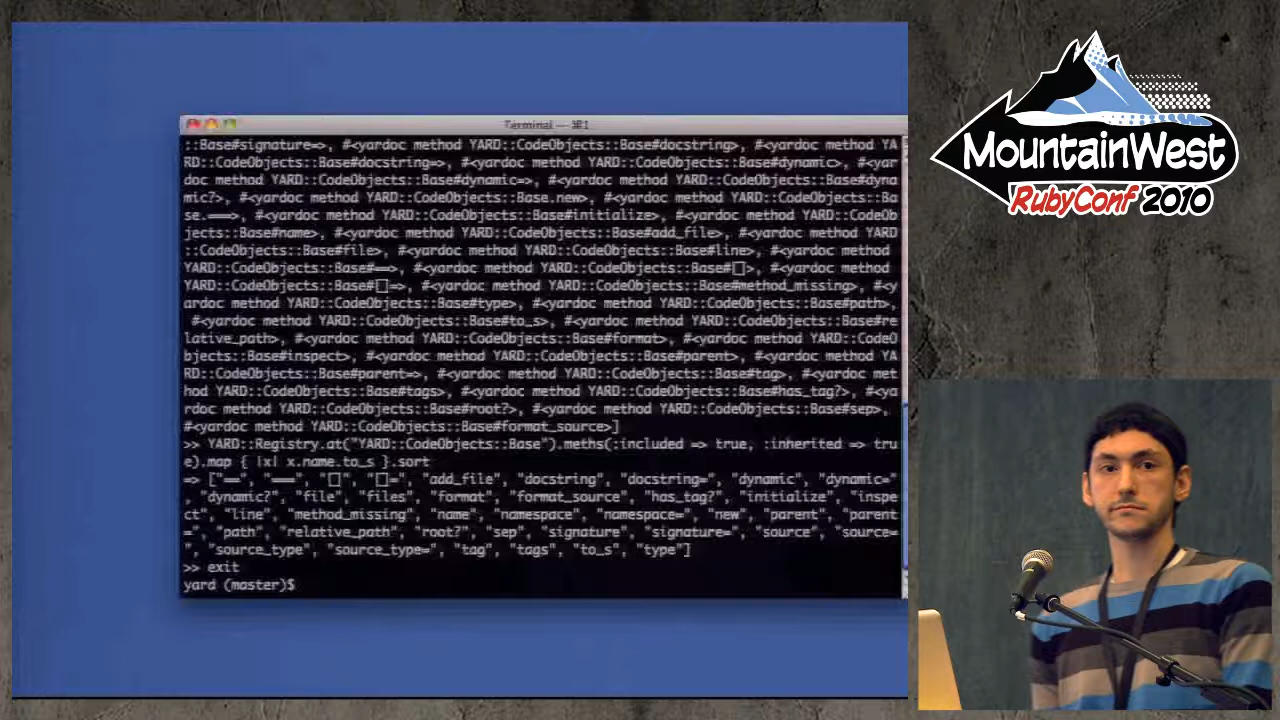 Terminal — ⌘1
::Base#signature=>, #<yardoc method YARD::CodeObjects::Base#docstring>, #<yardoc method YA
RD::CodeObjects::Base#docstring=>, #<yardoc method YARD::CodeObjects::Base#dynamic>, #<yar
doc method YARD::CodeObjects::Base#dynamic=>, #<yardoc method YARD::CodeObjects::Base#dyna
mic?>, #<yardoc method YARD::CodeObjects::Base.new>, #<yardoc method YARD::CodeObjects::Ba
se.===>, #<yardoc method YARD::CodeObjects::Base#initialize>, #<yardoc method YARD::CodeOb
jects::Base#name>, #<yardoc method YARD::CodeObjects::Base#add_file>, #<yardoc method YARD
::CodeObjects::Base#file>, #<yardoc method YARD::CodeObjects::Base#line>, #<yardoc method
YARD::CodeObjects::Base#==>, #<yardoc method YARD::CodeObjects::Base#[]>, #<yardoc method
YARD::CodeObjects::Base#[]=>, #<yardoc method YARD::CodeObjects::Base#method_missing>, #<y
ardoc method YARD::CodeObjects::Base#type>, #<yardoc method YARD::CodeObjects::Base#path>,
#<yardoc method YARD::CodeObjects::Base#to_s>, #<yardoc method YARD::CodeObjects::Base#re
lative_path>, #<yardoc method YARD::CodeObjects::Base#format>, #<yardoc method YARD::CodeO
bjects::Base#inspect>, #<yardoc method YARD::CodeObjects::Base#parent>, #<yardoc method YA
RD::CodeObjects::Base#parent=>, #<yardoc method YARD::CodeObjects::Base#tag>, #<yardoc met
hod YARD::CodeObjects::Base#tags>, #<yardoc method YARD::CodeObjects::Base#has_tag?>, #<ya
rdoc method YARD::CodeObjects::Base#root?>, #<yardoc method YARD::CodeObjects::Base#sep>,
#<yardoc method YARD::CodeObjects::Base#format_source>]
>> YARD::Registry.at("YARD::CodeObjects::Base").meths(:included => true, :inherited => tru
e).map { |x| x.name.to_s }.sort
=> ["==", "===", "[]", "[]=", "add_file", "docstring", "docstring=", "dynamic", "dynamic="
, "dynamic?", "file", "files", "format", "format_source", "has_tag?", "initialize", "inspe
ct", "line", "method_missing", "name", "namespace", "namespace=", "new", "parent", "parent
=", "path", "relative_path", "root?", "sep", "signature", "signature=", "source", "source=
", "source_type", "source_type=", "tag", "tags", "to_s", "type"]
>> exit
yard (master)$
MountainWest
RubyConf 2010